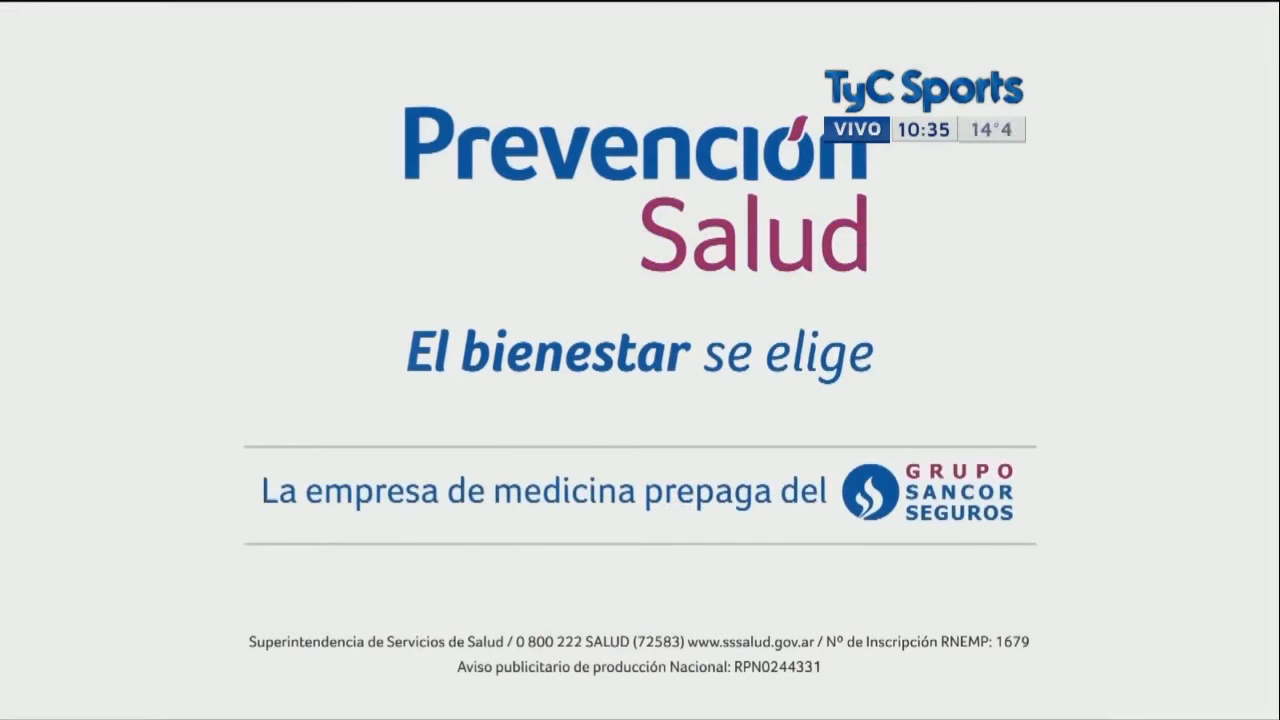 TyC Sports
VIVO 10:35 14°4
Prevención
Salud
El bienestar se elige
La empresa de medicina prepaga del
GRUPO
SANCOR
SEGUROS
Superintendencia de Servicios de Salud / 0 800 222 SALUD (72583) www.sssalud.gov.ar / Nº de Inscripción RNEMP: 1679
Aviso publicitario de producción Nacional: RPN0244331